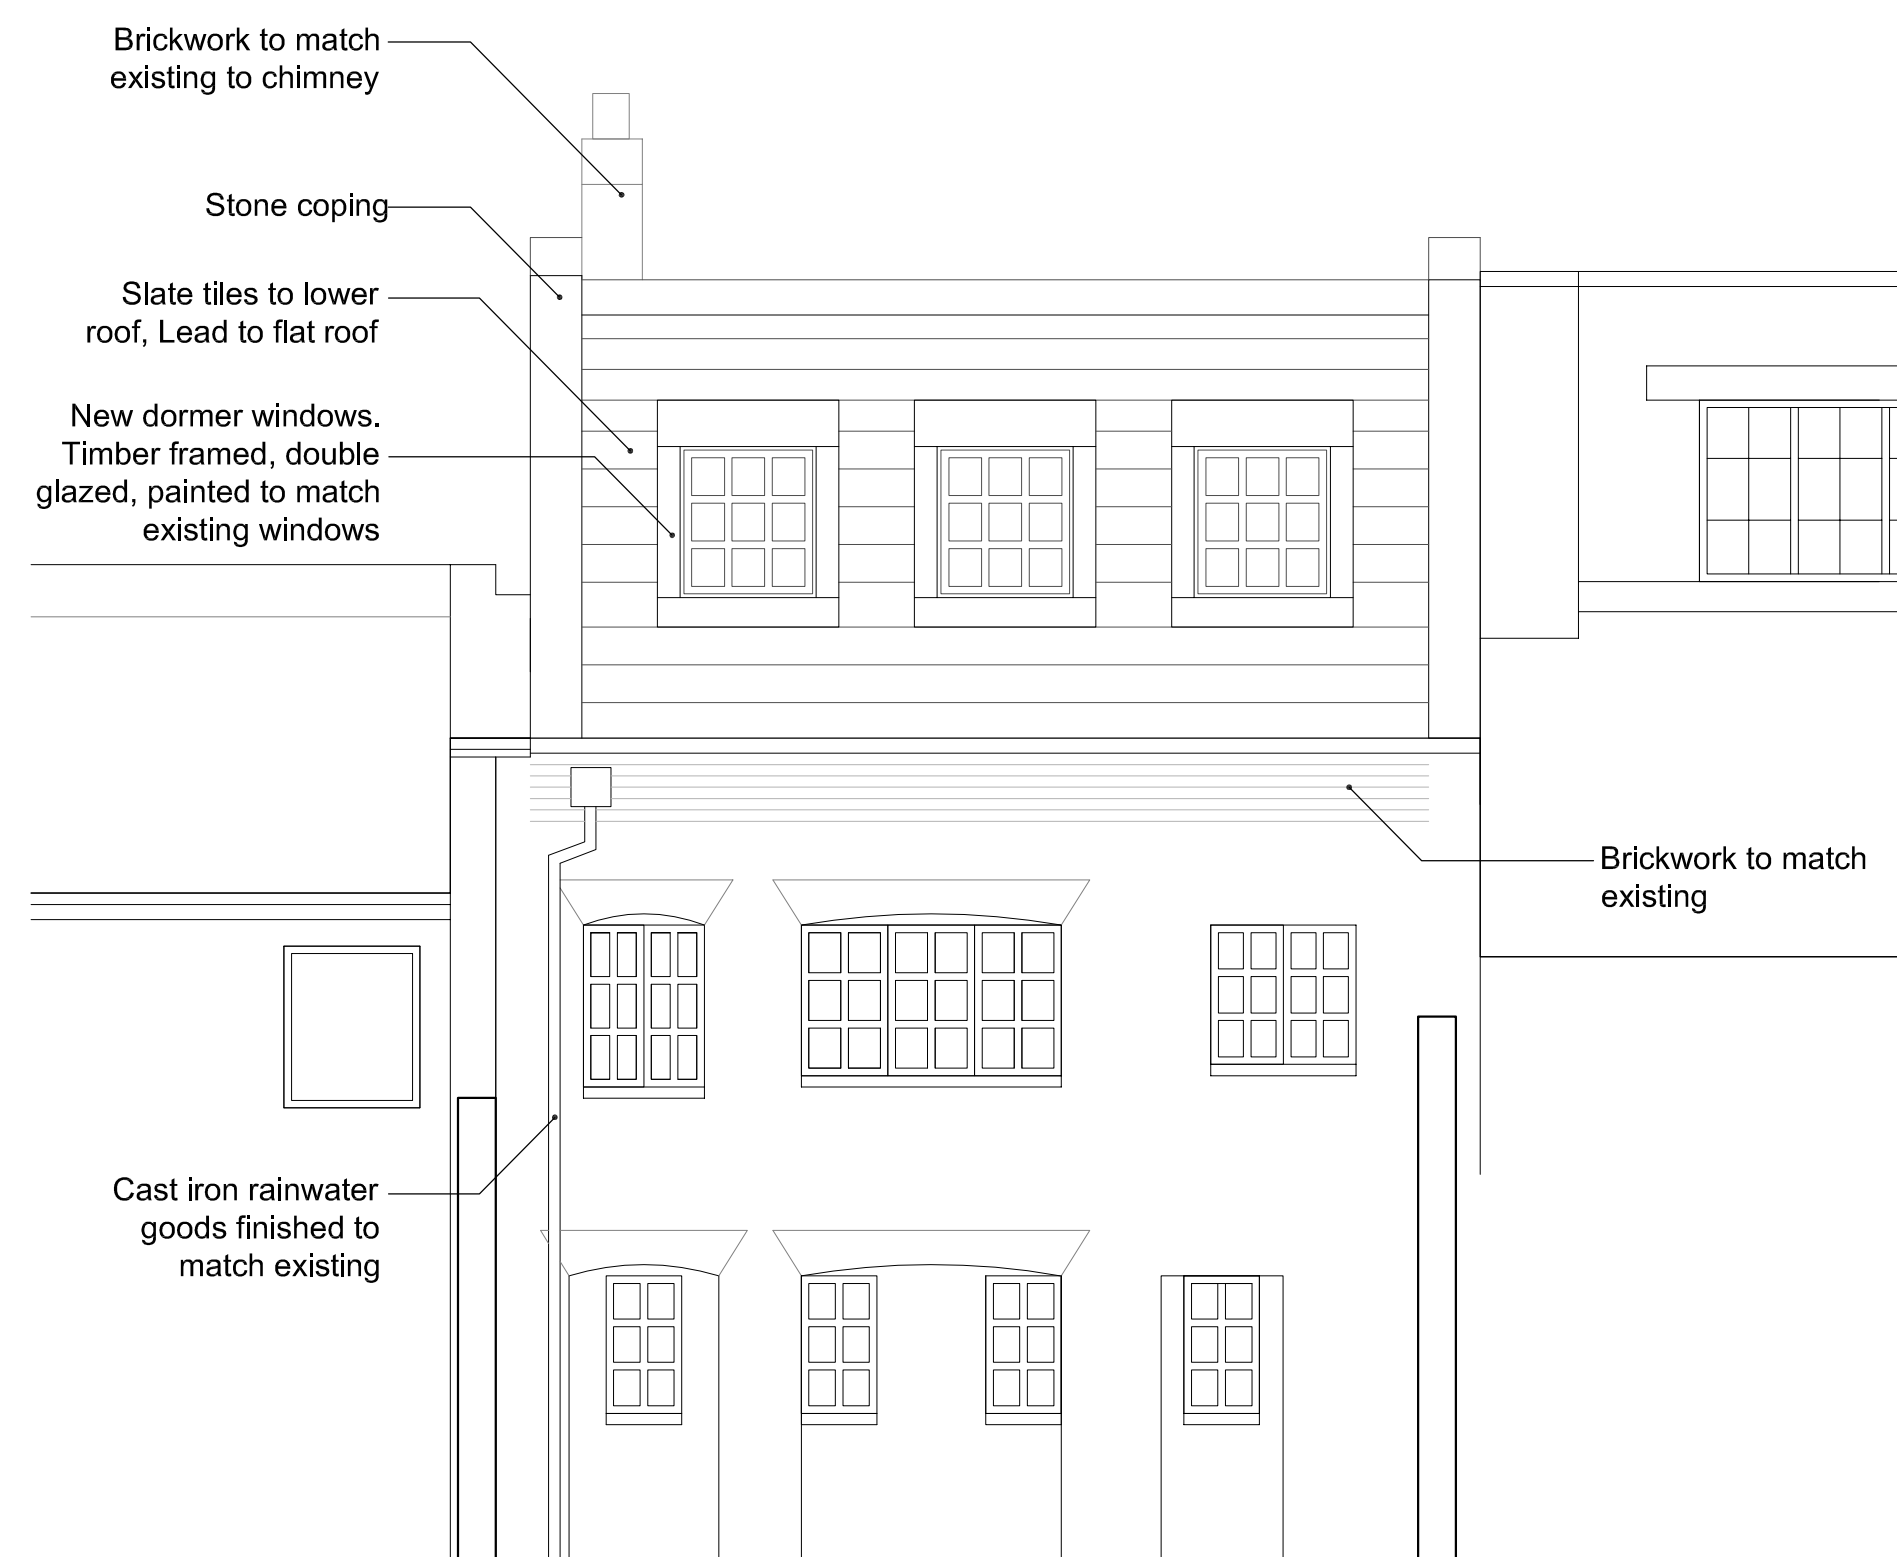 Brickwork to match
existing to chimney
Stone coping
Slate tiles to lower
roof, Lead to flat roof
New dormer windows.
Timber framed, double
glazed, painted to match
existing windows
Brickwork to match
existing
Cast iron rainwater
goods finished to
match existing